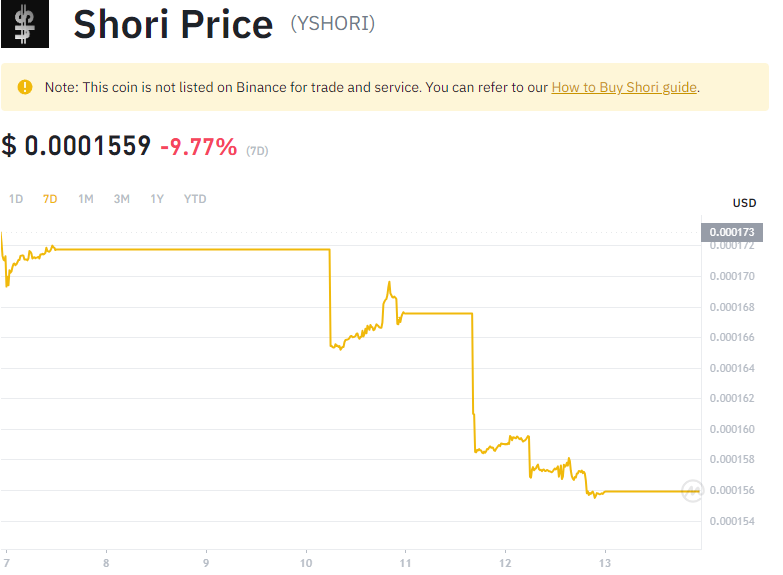 Shori Price (YSHORI)
Note: This coin is not listed on Binance for trade and service. You can refer to our How to Buy Shori guide.
$ 0.0001559 -9.77% (7D)
1D 7D 1M 3M 1Y YTD
USD
0.000173
0.000172
0.000170
0.000168
0.000166
0.000164
0.000162
0.000160
0.000158
0.000156
0.000154
7 8 9 10 11 12 13